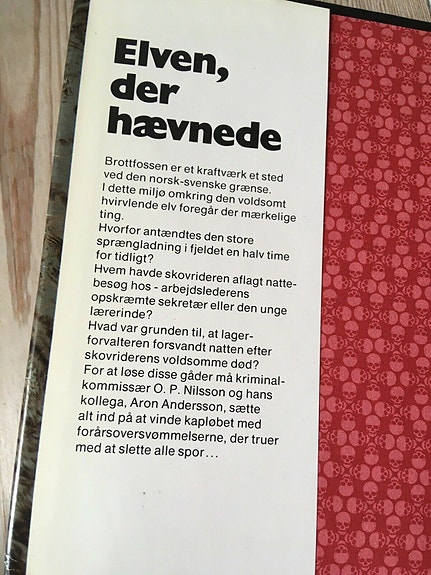 Elven,
der
hævnede
Brottfossen er et kraftværk et sted
ved den norsk-svenske grænse.
I dette miljø omkring den voldsomt
hvirvlende elv foregår der mærkelige
ting.
Hvorfor antændtes den store
sprængladning i fjeldet en halv time
for tidligt?
Hvem havde skovrideren aflagt natte-
besøg hos - arbejdslederens
opskræmte sekretær eller den unge
lærerinde?
Hvad var grunden til, at lager-
forvalteren forsvandt natten efter
skovriderens voldsomme død?
For at løse disse gåder må kriminal-
kommissær O. P. Nilsson og hans
kollega, Aron Andersson, sætte
alt ind på at vinde kapløbet med
forårsoversvømmelserne, der truer
med at slette alle spor...